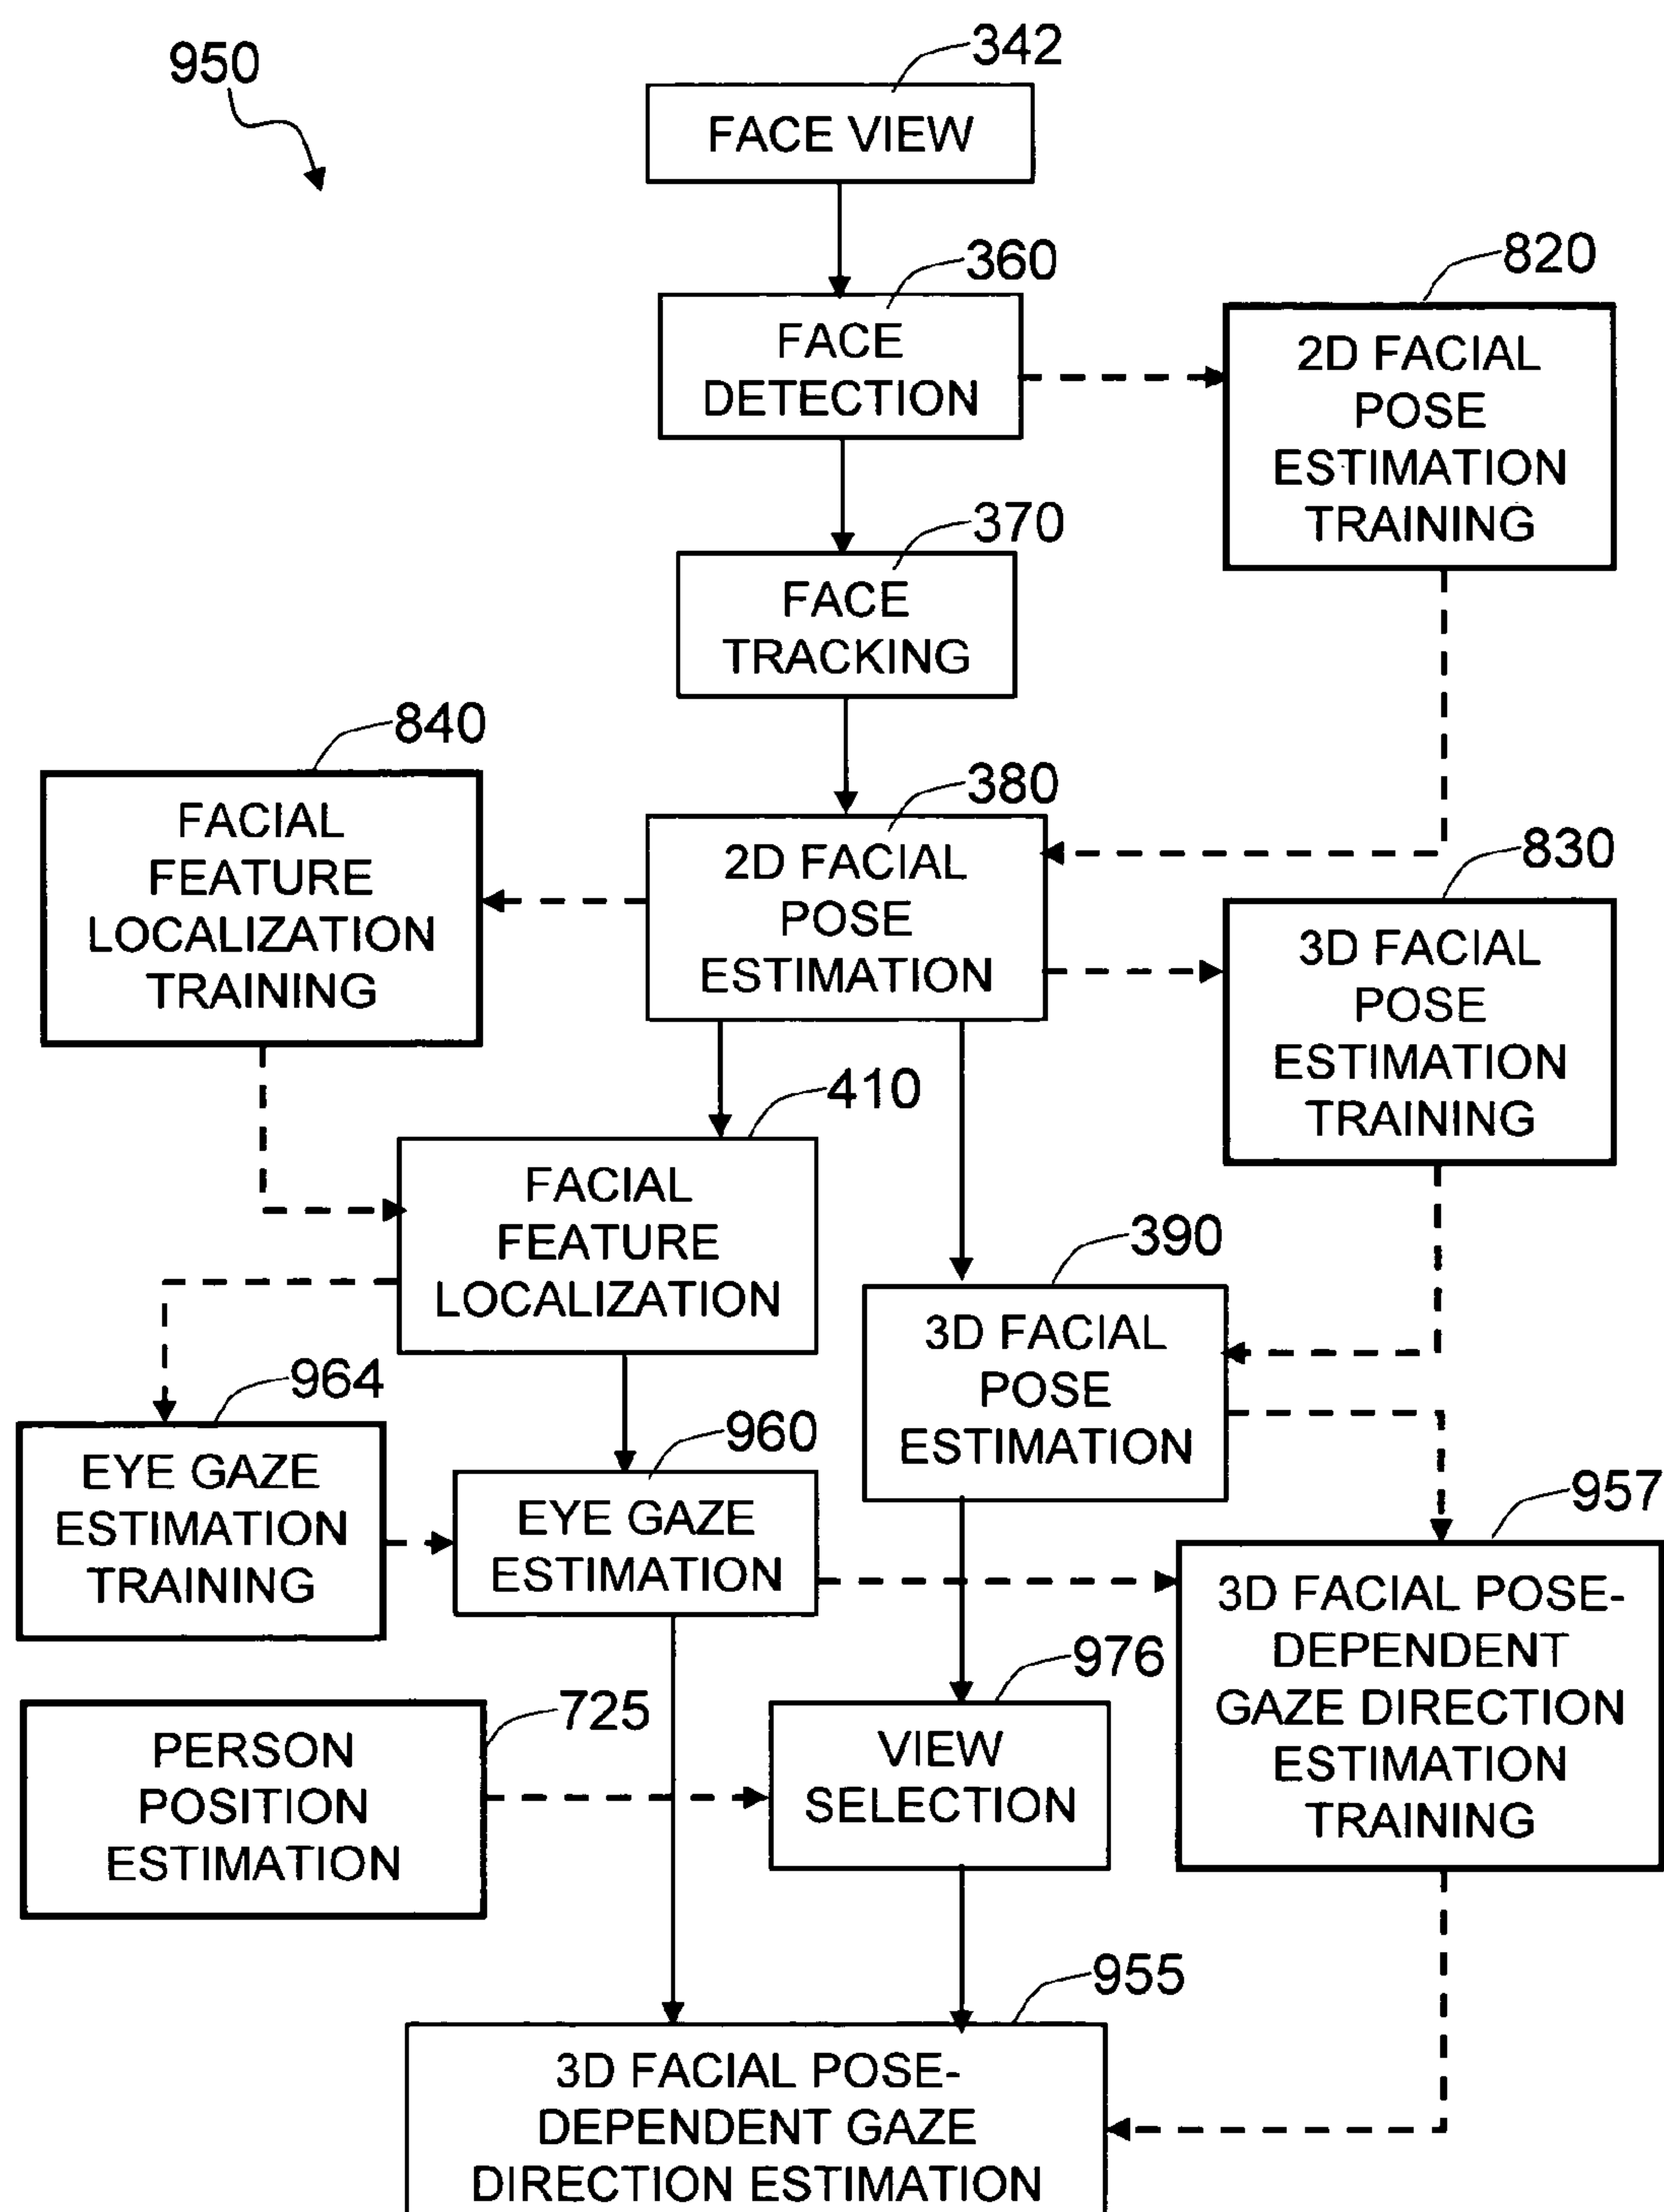 950
342
FACE VIEW
360
FACE
DETECTION
820
2D FACIAL
POSE
ESTIMATION
TRAINING
370
FACE
TRACKING
840
FACIAL
FEATURE
LOCALIZATION
TRAINING
380
2D FACIAL
POSE
ESTIMATION
830
3D FACIAL
POSE
ESTIMATION
TRAINING
410
FACIAL
FEATURE
LOCALIZATION
390
3D FACIAL
POSE
ESTIMATION
964
EYE GAZE
ESTIMATION
TRAINING
960
EYE GAZE
ESTIMATION
957
3D FACIAL POSE-
DEPENDENT
GAZE DIRECTION
ESTIMATION
TRAINING
725
PERSON
POSITION
ESTIMATION
976
VIEW
SELECTION
955
3D FACIAL POSE-
DEPENDENT GAZE
DIRECTION ESTIMATION